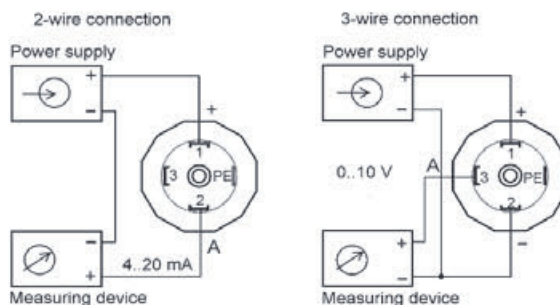 2-wire connection
Power supply
+
−
+
1
3
PE
2
A
−
+
4..20 mA
Measuring device
3-wire connection
Power supply
+
−
+
0..10 V
A
1
3
PE
2
−
+
−
Measuring device